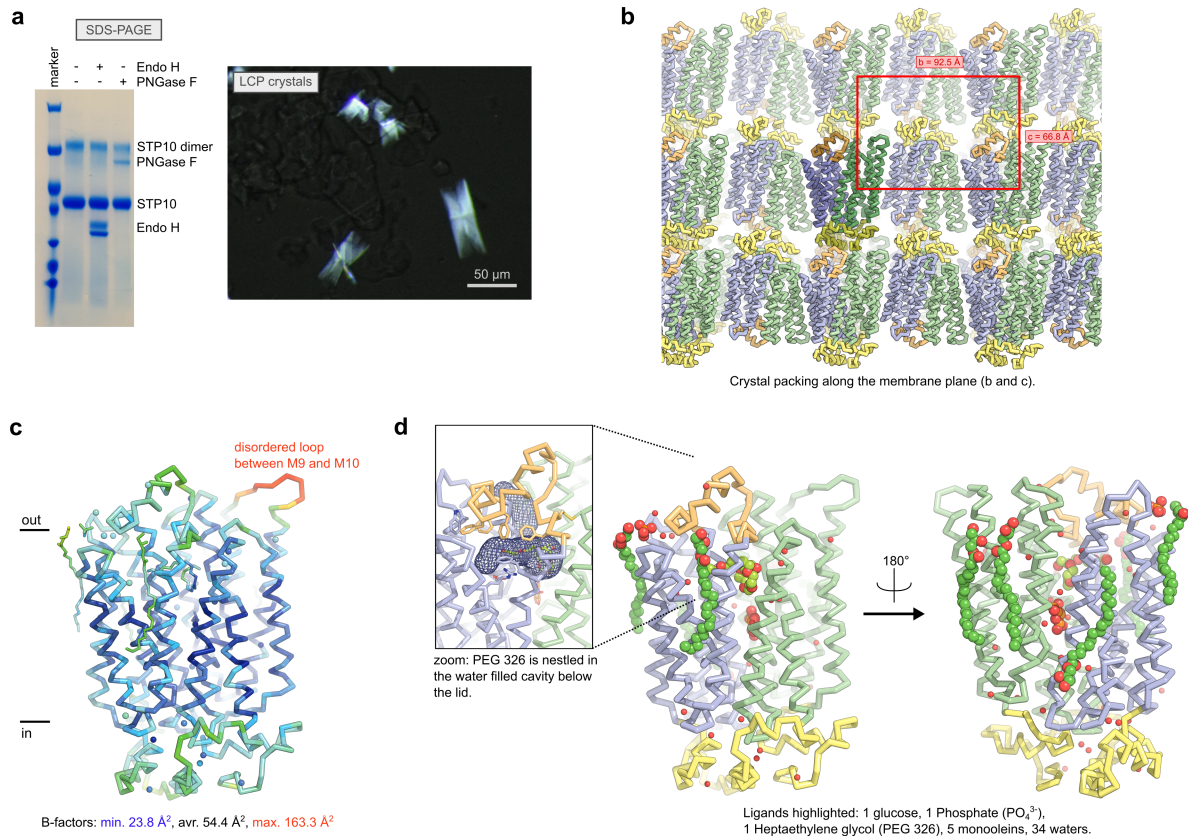 a
SDS-PAGE
marker
- + - Endo H
- - + PNGase F
STP10 dimer
PNGase F
STP10
Endo H
LCP crystals
50 µm
b
b = 92.5 Å
c = 66.8 Å
Crystal packing along the membrane plane (b and c).
c
disordered loop
between M9 and M10
out
in
B-factors: min. 23.8 Å², avr. 54.4 Å², max. 163.3 Å²
d
zoom: PEG 326 is nestled in
the water filled cavity below
the lid.
180°
Ligands highlighted: 1 glucose, 1 Phosphate (PO₄³⁻),
1 Heptaethylene glycol (PEG 326), 5 monooleins, 34 waters.